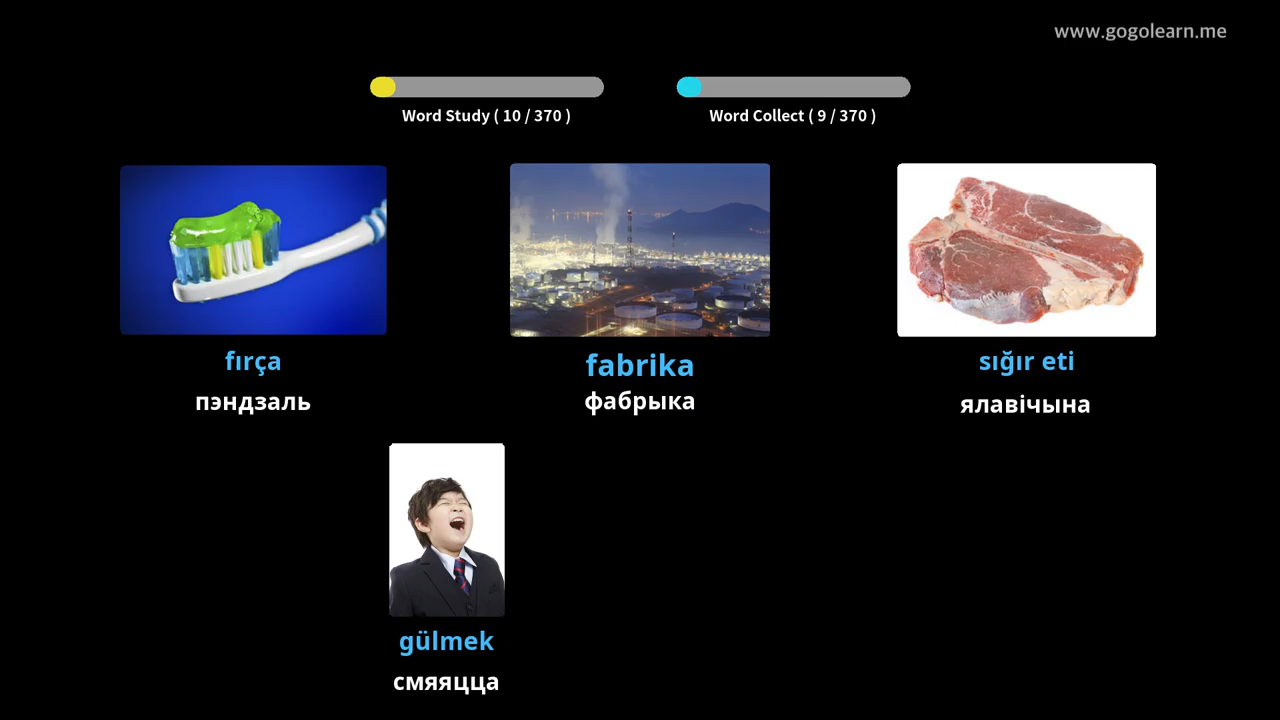 www.gogolearn.me
Word Study ( 10 / 370 )
Word Collect ( 9 / 370 )
fırça
пэндзаль
fabrika
фабрыка
sığır eti
ялавічына
gülmek
смяяцца